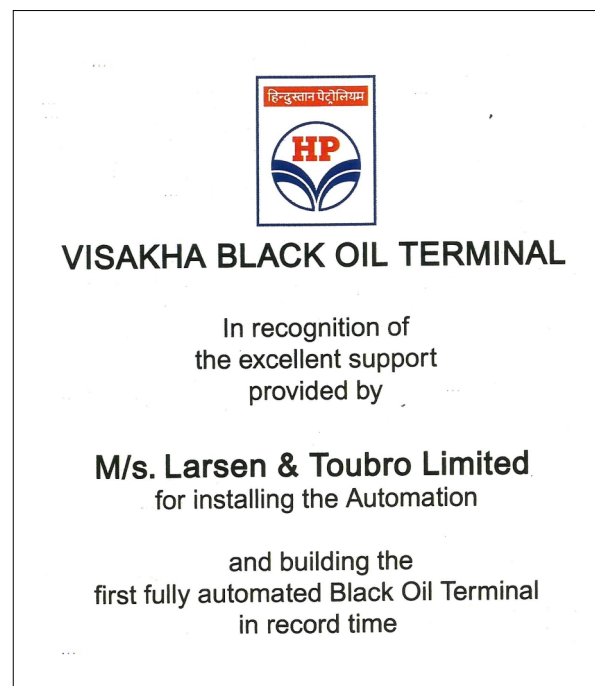 हिन्दुस्तान पेट्रोलियम
HP
VISAKHA BLACK OIL TERMINAL
In recognition of
the excellent support
provided by
M/s. Larsen & Toubro Limited
for installing the Automation
and building the
first fully automated Black Oil Terminal
in record time